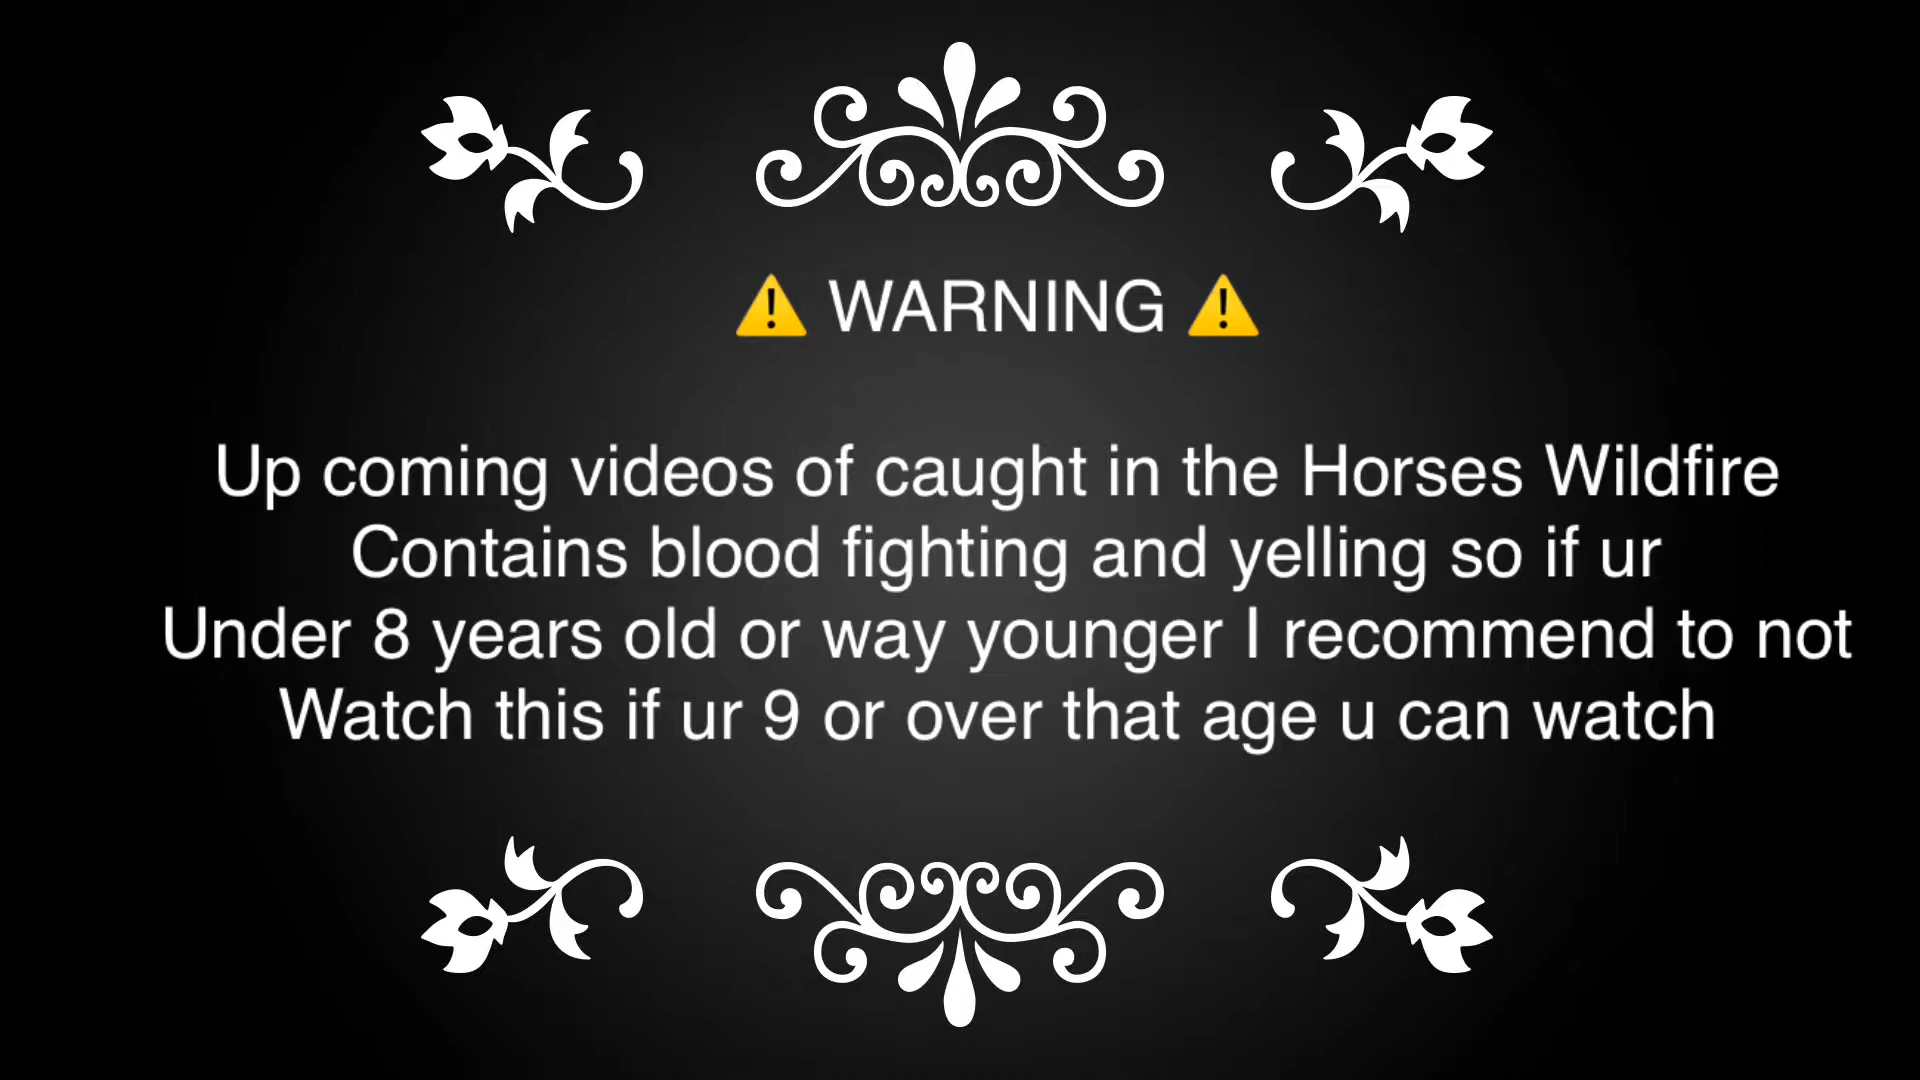 ⚠️ WARNING ⚠️
Up coming videos of caught in the Horses Wildfire
Contains blood fighting and yelling so if ur
Under 8 years old or way younger I recommend to not
Watch this if ur 9 or over that age u can watch